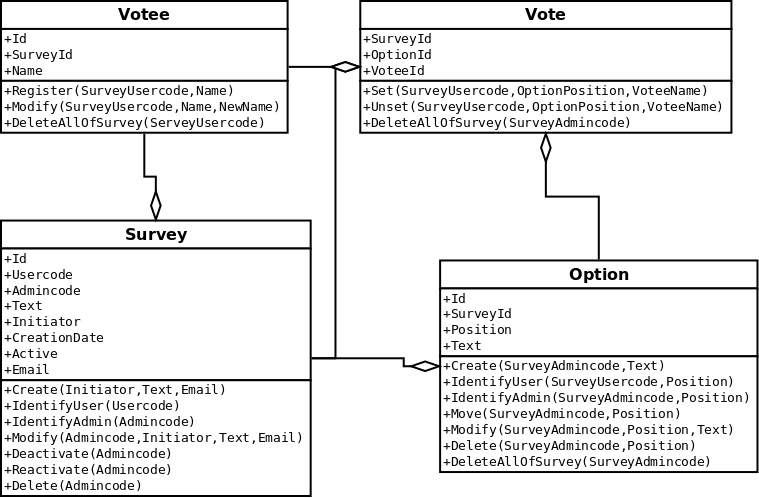 Votee
+Id
+SurveyId
+Name
+Register(SurveyUsercode,Name)
+Modify(SurveyUsercode,Name,NewName)
+DeleteAllOfSurvey(ServeyUsercode)
Vote
+SurveyId
+OptionId
+VoteeId
+Set(SurveyUsercode,OptionPosition,VoteeName)
+Unset(SurveyUsercode,OptionPosition,VoteeName)
+DeleteAllOfSurvey(SurveyAdmincode)
Survey
+Id
+Usercode
+Admincode
+Text
+Initiator
+CreationDate
+Active
+Email
+Create(Initiator,Text,Email)
+IdentifyUser(Usercode)
+IdentifyAdmin(Admincode)
+Modify(Admincode,Initiator,Text,Email)
+Deactivate(Admincode)
+Reactivate(Admincode)
+Delete(Admincode)
Option
+Id
+SurveyId
+Position
+Text
+Create(SurveyAdmincode,Text)
+IdentifyUser(SurveyUsercode,Position)
+IdentifyAdmin(SurveyAdmincode,Position)
+Move(SurveyAdmincode,Position)
+Modify(SurveyAdmincode,Position,Text)
+Delete(SurveyAdmincode,Position)
+DeleteAllOfSurvey(SurveyAdmincode)